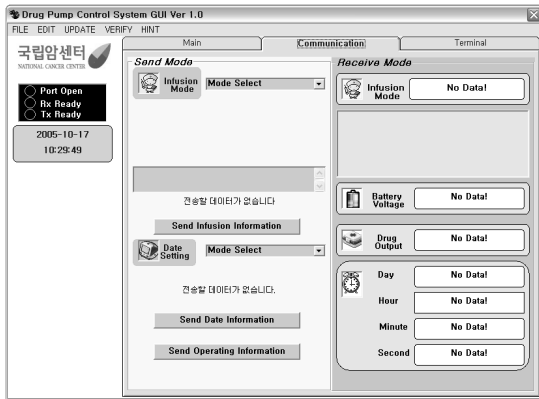 Drug Pump Control System GUI Ver 1.0
FILE EDIT UPDATE VERIFY HINT
국립암센터
NATIONAL CANCER CENTER
Port Open
Rx Ready
Tx Ready
2005-10-17
10:29:49
Main
Communication
Terminal
Send Mode
Infusion Mode
Mode Select
전송할 데이터가 없습니다
Send Infusion Information
Date Setting
Mode Select
전송할 데이터가 없습니다.
Send Date Information
Send Operating Information
Receive Mode
Infusion Mode
No Data!
Battery Voltage
No Data!
Drug Output
No Data!
Day
No Data!
Hour
No Data!
Minute
No Data!
Second
No Data!